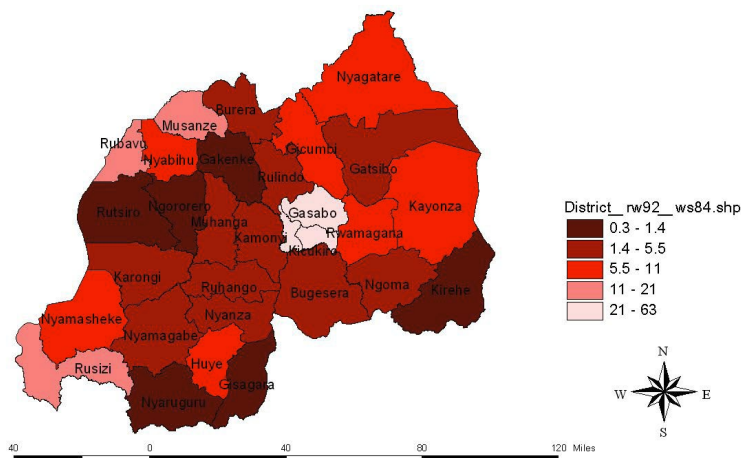 Nyagatare
Burera
Musanze
Rubavu
Nyabihu
Gakenke
Gicumbi
Rulindo
Gatsibo
Rutsiro
Ngororero
Muhanga
Kamonyi
Gasabo
Kicukiro
Rwamagana
Kayonza
Karongi
Ruhango
Bugesera
Ngoma
Kirehe
Nyamasheke
Nyamagabe
Nyanza
Huye
Rusizi
Gisagara
Nyaruguru
District__rw92__ws84.shp
0.3 - 1.4
1.4 - 5.5
5.5 - 11
11 - 21
21 - 63
N
W E
S
40 0 40 80 120 Miles